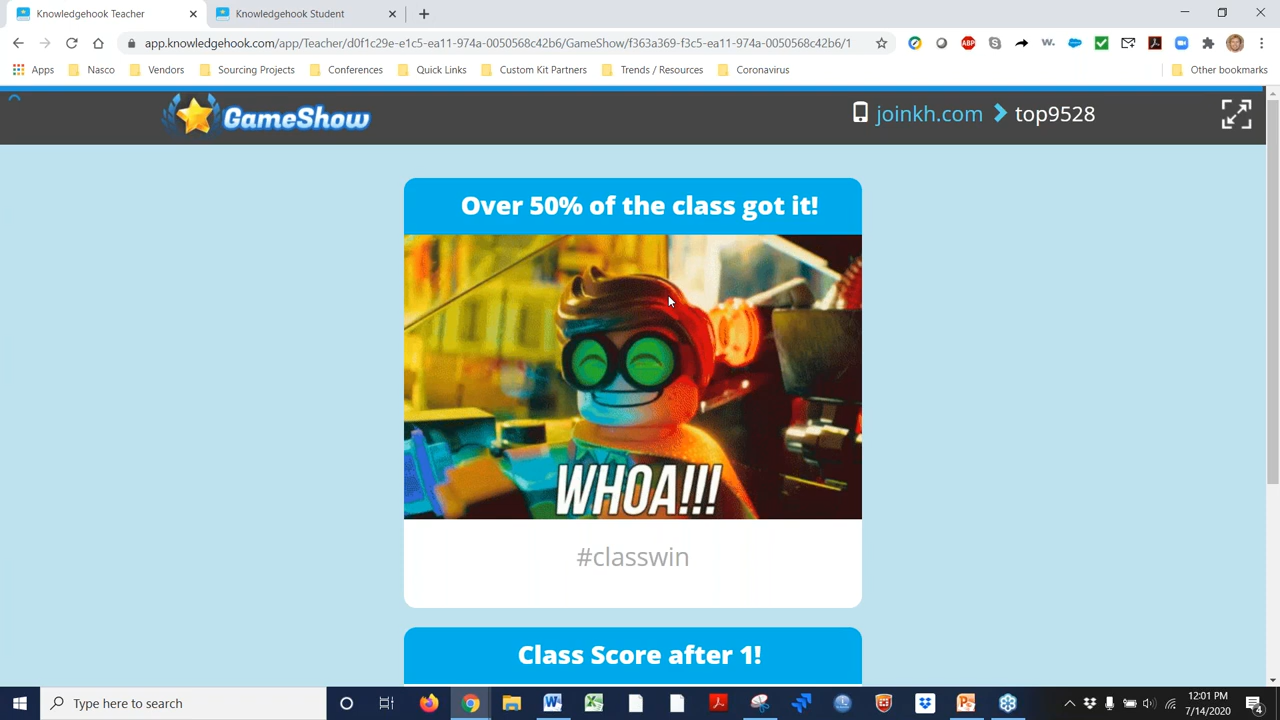 Knowledgehook Teacher
Knowledgehook Student
app.knowledgehook.com/app/Teacher/d0f1c29e-e1c5-ea11-974a-0050568c42b6/GameShow/f363a369-f3c5-ea11-974a-0050568c42b6/1
ABP
w.
Apps
Nasco
Vendors
Sourcing Projects
Conferences
Quick Links
Custom Kit Partners
Trends / Resources
Coronavirus
Other bookmarks
GameShow
joinkh.com
top9528
Over 50% of the class got it!
WHOA!!!
#classwin
Class Score after 1!
Type here to search
12:01 PM
7/14/2020
4